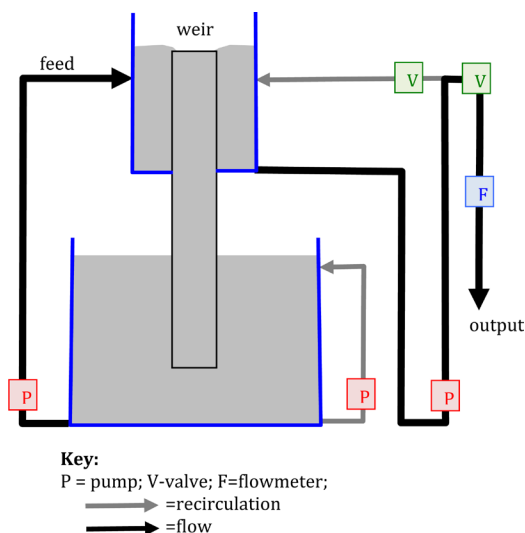 weir
feed
V
V
F
output
P
P
P
Key:
P = pump; V-valve; F=flowmeter;
=recirculation
=flow